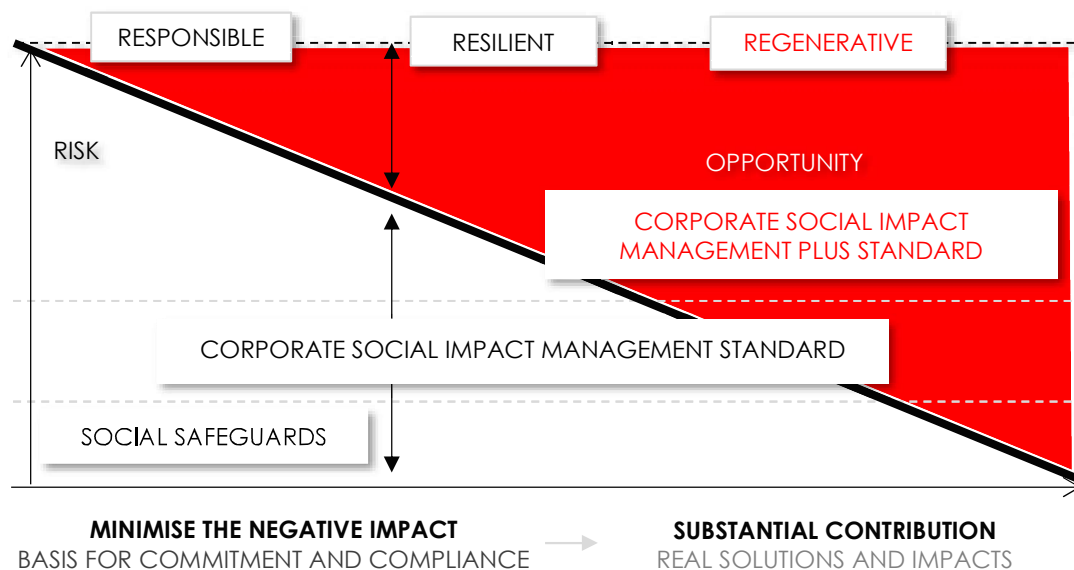 RESPONSIBLE
RESILIENT
REGENERATIVE
RISK
OPPORTUNITY
CORPORATE SOCIAL IMPACT
MANAGEMENT PLUS STANDARD
CORPORATE SOCIAL IMPACT MANAGEMENT STANDARD
SOCIAL SAFEGUARDS
MINIMISE THE NEGATIVE IMPACT
BASIS FOR COMMITMENT AND COMPLIANCE
SUBSTANTIAL CONTRIBUTION
REAL SOLUTIONS AND IMPACTS